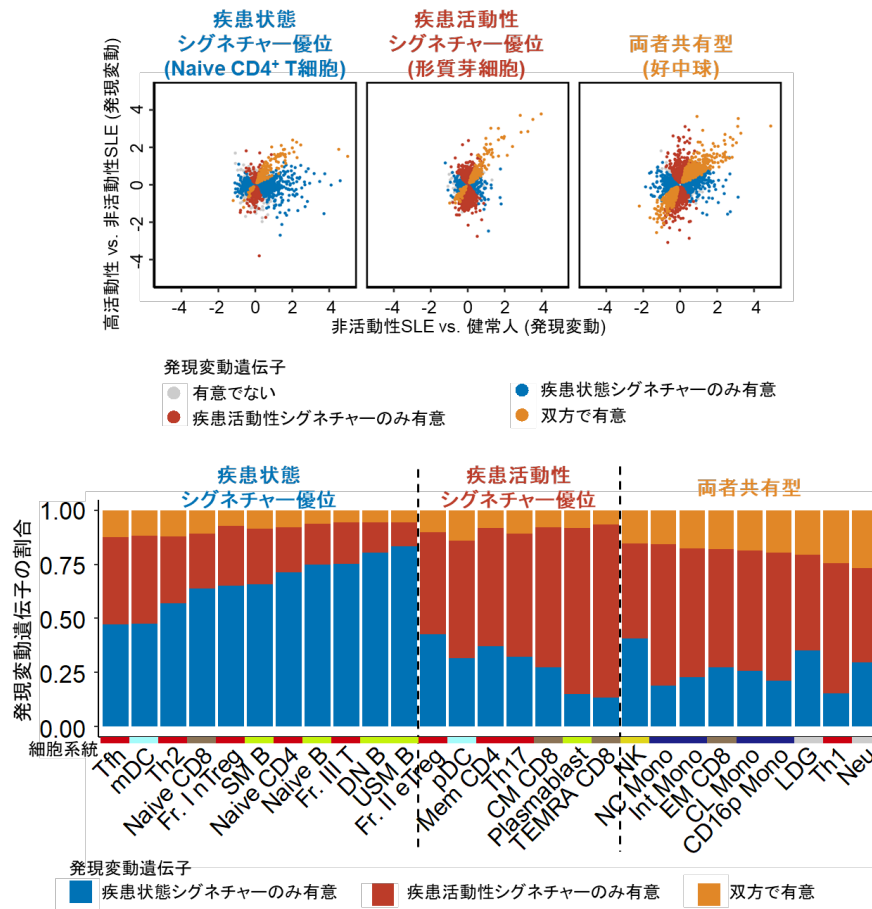 疾患状態
シグネチャー優位
(Naive CD4+ T細胞)
疾患活動性
シグネチャー優位
(形質芽細胞)
両者共有型
(好中球)
高活動性 vs. 非活動性SLE (発現変動)
4
2
0
-2
-4
-4 -2 0 2 4
-4 -2 0 2 4
-4 -2 0 2 4
非活動性SLE vs. 健常人 (発現変動)
発現変動遺伝子
有意でない
疾患状態シグネチャーのみ有意
疾患活動性シグネチャーのみ有意
双方で有意
疾患状態
シグネチャー優位
疾患活動性
シグネチャー優位
両者共有型
発現変動遺伝子の割合
1.00
0.75
0.50
0.25
0.00
細胞系統
Tfh
mDC
Th2
Naive CD8
Fr. I nTreg
SM B
Naive CD4
Naive B
Fr. III T
DN B
USM B
Fr. II eTreg
pDC
Mem CD4
Th17
CM CD8
Plasmablast
TEMRA CD8
NK
NC Mono
Int Mono
EM CD8
CL Mono
CD16p Mono
LDG
Th1
Neu
発現変動遺伝子
疾患状態シグネチャーのみ有意
疾患活動性シグネチャーのみ有意
双方で有意